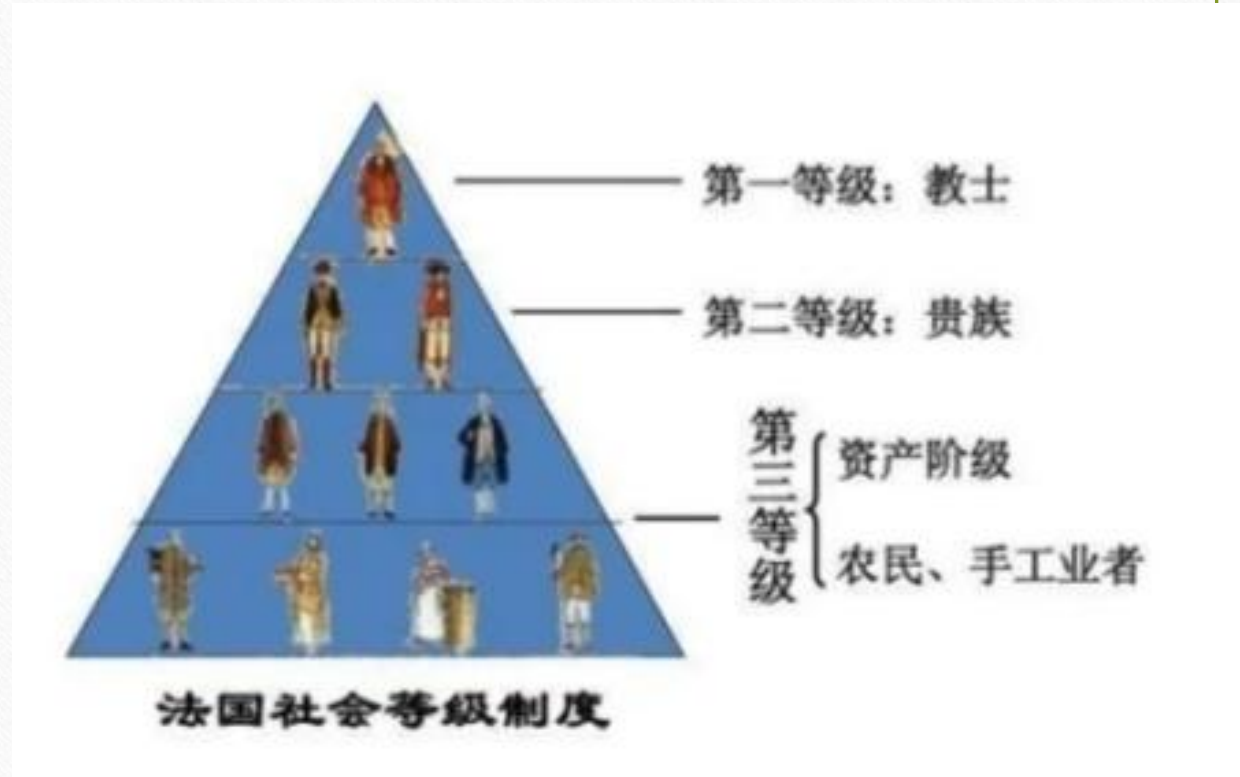 第一等级：教士
第二等级：贵族
第三等级
资产阶级
农民、手工业者
法国社会等级制度